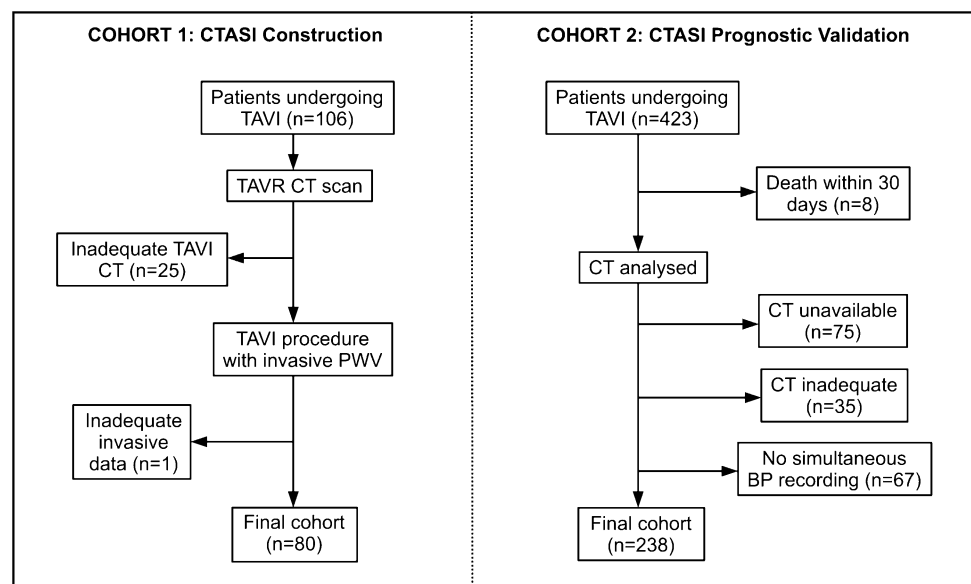 COHORT 1: CTASI Construction
Patients undergoing
TAVI (n=106)
TAVR CT scan
Inadequate TAVI
CT (n=25)
TAVI procedure
with invasive PWV
Inadequate
invasive
data (n=1)
Final cohort
(n=80)
COHORT 2: CTASI Prognostic Validation
Patients undergoing
TAVI (n=423)
Death within 30
days (n=8)
CT analysed
CT unavailable
(n=75)
CT inadequate
(n=35)
No simultaneous
BP recording (n=67)
Final cohort
(n=238)